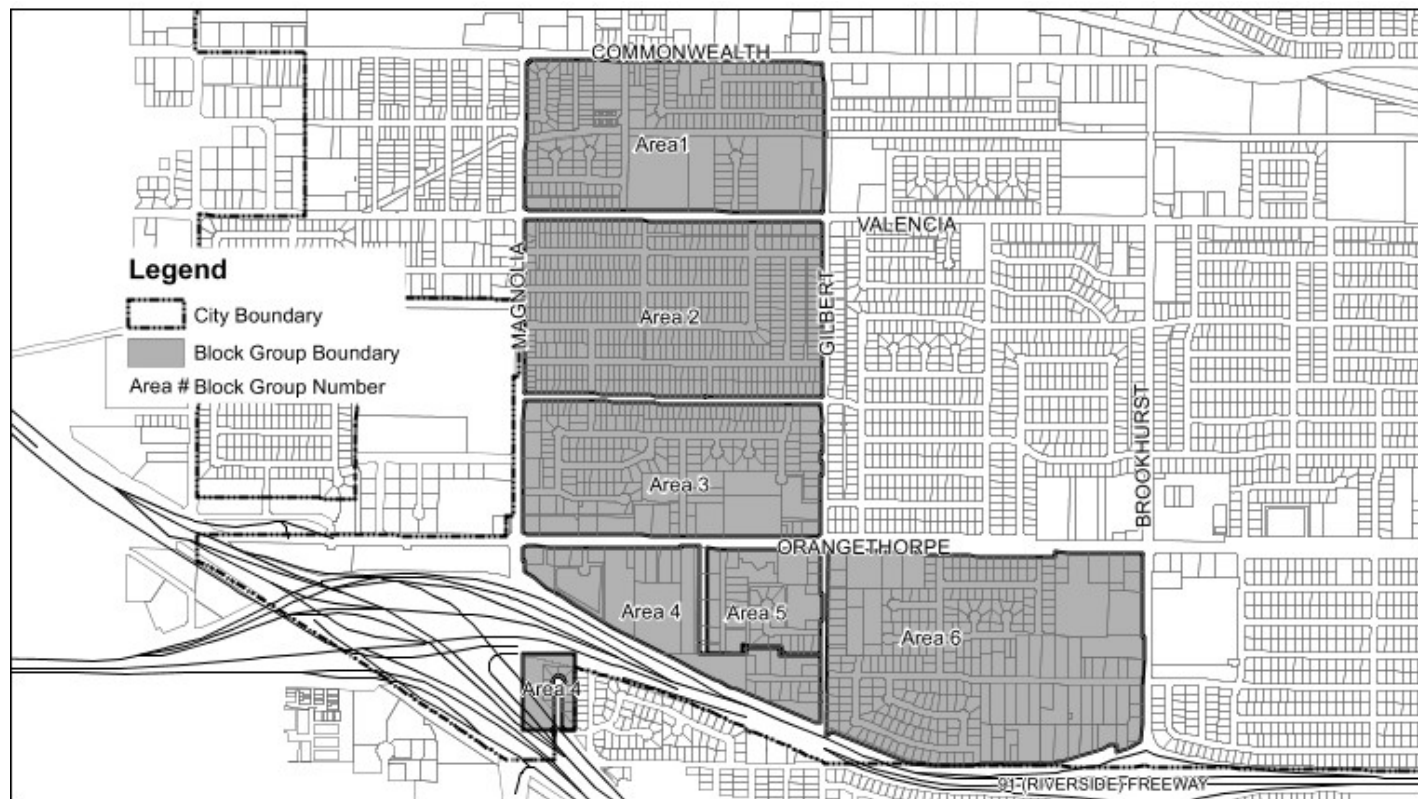 COMMONWEALTH
Area1
VALENCIA
Legend
City Boundary
Block Group Boundary
Area # Block Group Number
MAGNOLIA
Area 2
GILBERT
BROOKHURST
Area 3
ORANGETHORPE
Area 4
Area 5
Area 6
Area 4
91 (RIVERSIDE) FREEWAY